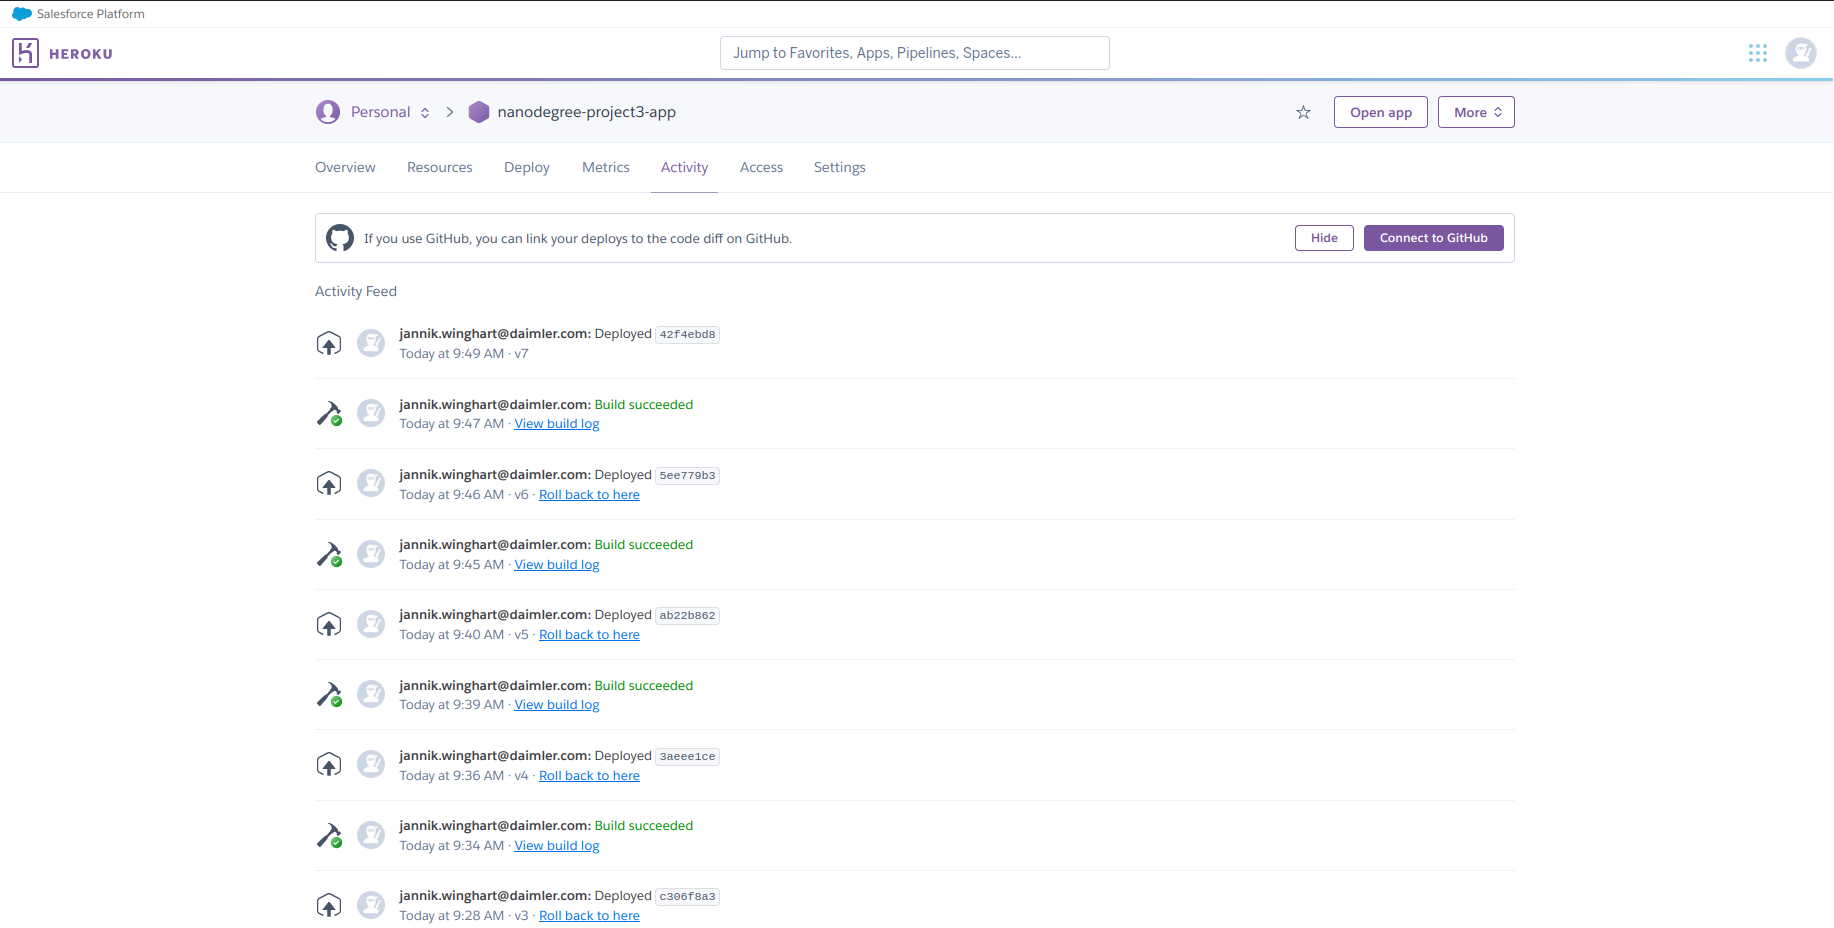 Salesforce Platform
HEROKU
Jump to Favorites, Apps, Pipelines, Spaces...
Personal
nanodegree-project3-app
Open app
More
Overview Resources Deploy Metrics Activity Access Settings
If you use GitHub, you can link your deploys to the code diff on GitHub.
Hide
Connect to GitHub
Activity Feed
jannik.winghart@daimler.com: Deployed 42f4ebd8
Today at 9:49 AM · v7
jannik.winghart@daimler.com: Build succeeded
Today at 9:47 AM · View build log
jannik.winghart@daimler.com: Deployed 5ee779b3
Today at 9:46 AM · v6 · Roll back to here
jannik.winghart@daimler.com: Build succeeded
Today at 9:45 AM · View build log
jannik.winghart@daimler.com: Deployed ab22b862
Today at 9:40 AM · v5 · Roll back to here
jannik.winghart@daimler.com: Build succeeded
Today at 9:39 AM · View build log
jannik.winghart@daimler.com: Deployed 3aeee1ce
Today at 9:36 AM · v4 · Roll back to here
jannik.winghart@daimler.com: Build succeeded
Today at 9:34 AM · View build log
jannik.winghart@daimler.com: Deployed c306f8a3
Today at 9:28 AM · v3 · Roll back to here